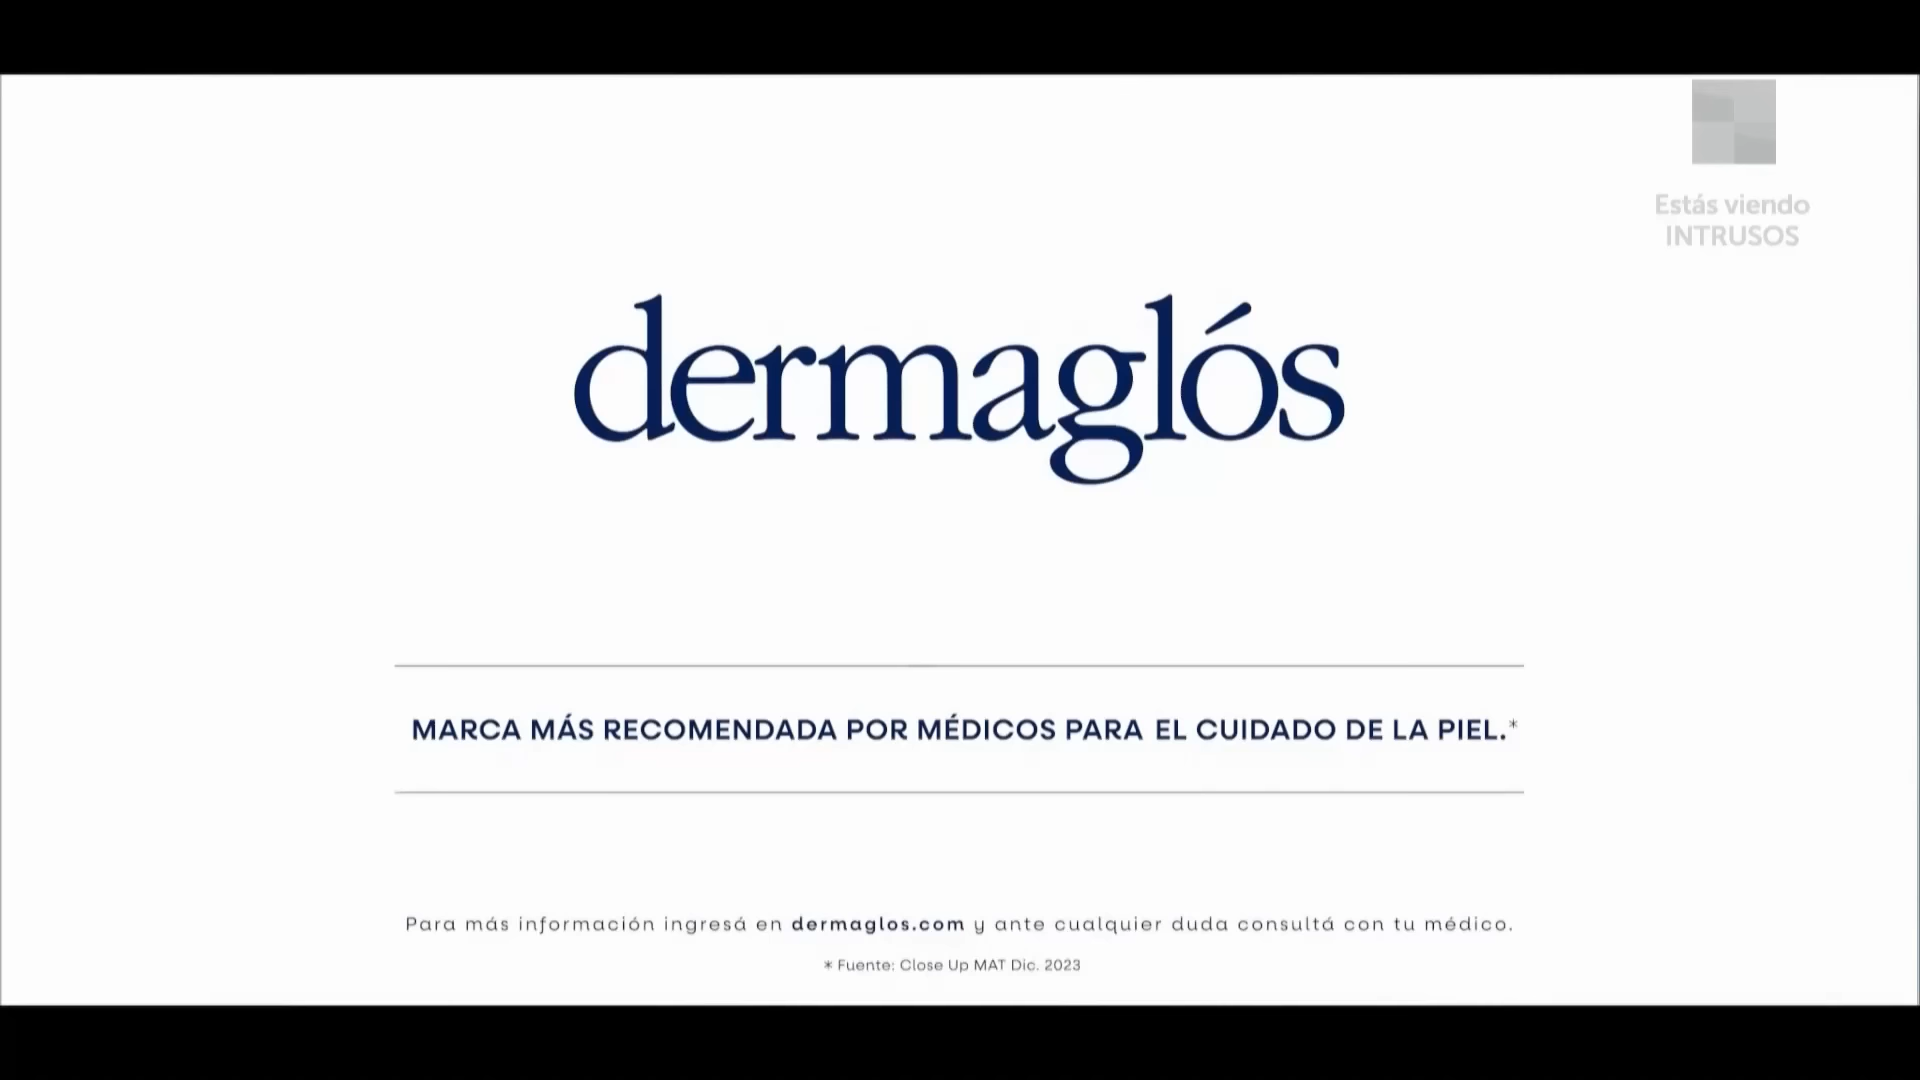 Estás viendo
INTRUSOS
dermaglós
MARCA MÁS RECOMENDADA POR MÉDICOS PARA EL CUIDADO DE LA PIEL.*
Para más información ingresá en dermaglos.com y ante cualquier duda consultá con tu médico.
* Fuente: Close Up MAT Dic. 2023